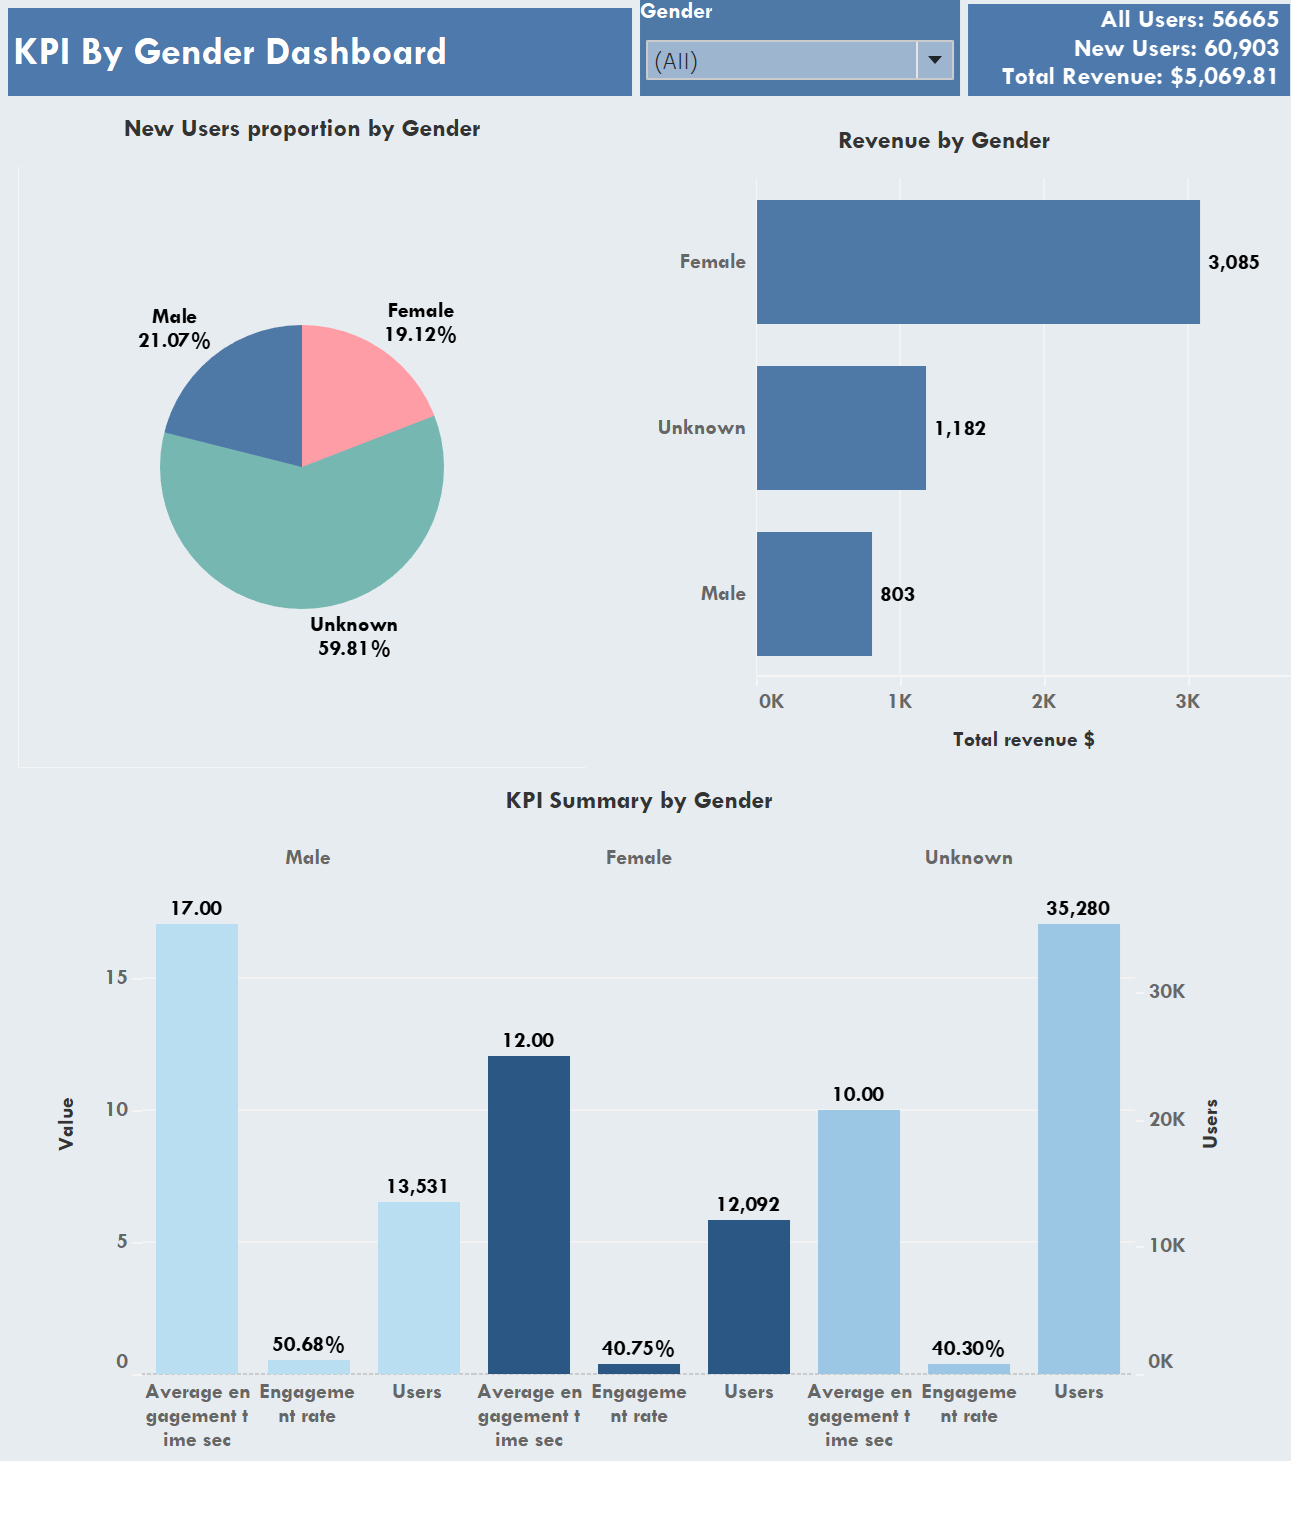 KPI By Gender Dashboard
Gender
(All)
All Users: 56665
New Users: 60,903
Total Revenue: $5,069.81
New Users proportion by Gender
Male
21.07%
Female
19.12%
Unknown
59.81%
Revenue by Gender
Female
3,085
Unknown
1,182
Male
803
0K
1K
2K
3K
Total revenue $
KPI Summary by Gender
Male
Female
Unknown
Value
15
10
5
0
17.00
50.68%
13,531
12.00
40.75%
12,092
10.00
40.30%
35,280
30K
20K
10K
0K
Users
Average en
gagement t
ime sec
Engageme
nt rate
Users
Average en
gagement t
ime sec
Engageme
nt rate
Users
Average en
gagement t
ime sec
Engageme
nt rate
Users